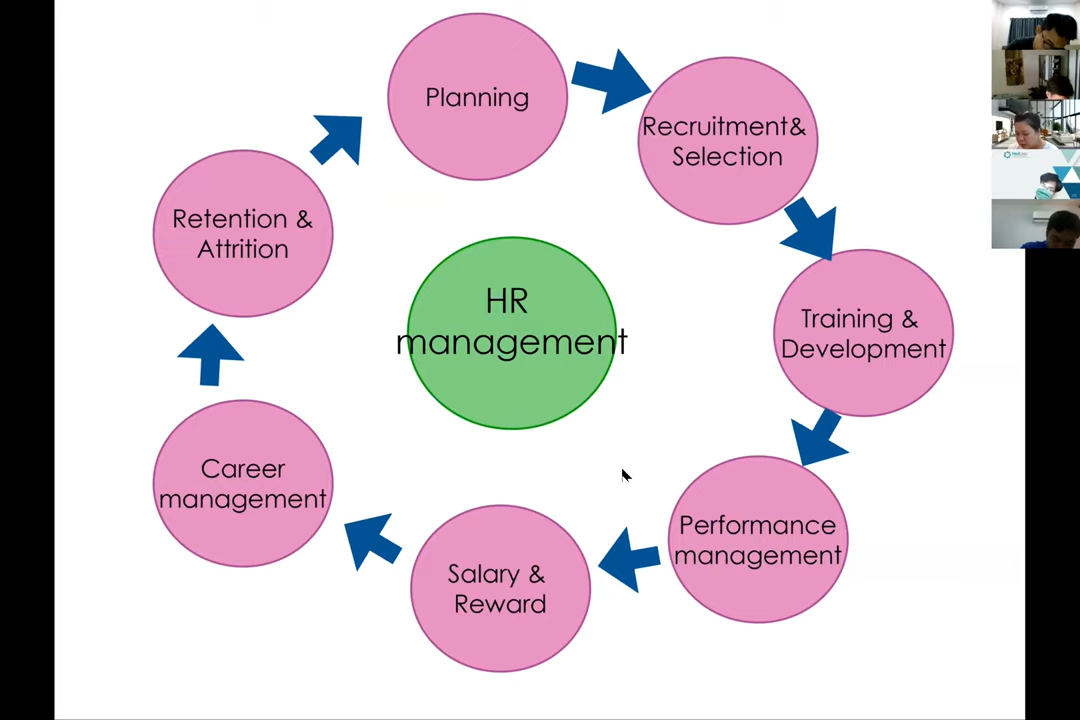 Planning
Recruitment&
Selection
Training &
Development
Performance
management
Salary &
Reward
Career
management
Retention &
Attrition
HR
management